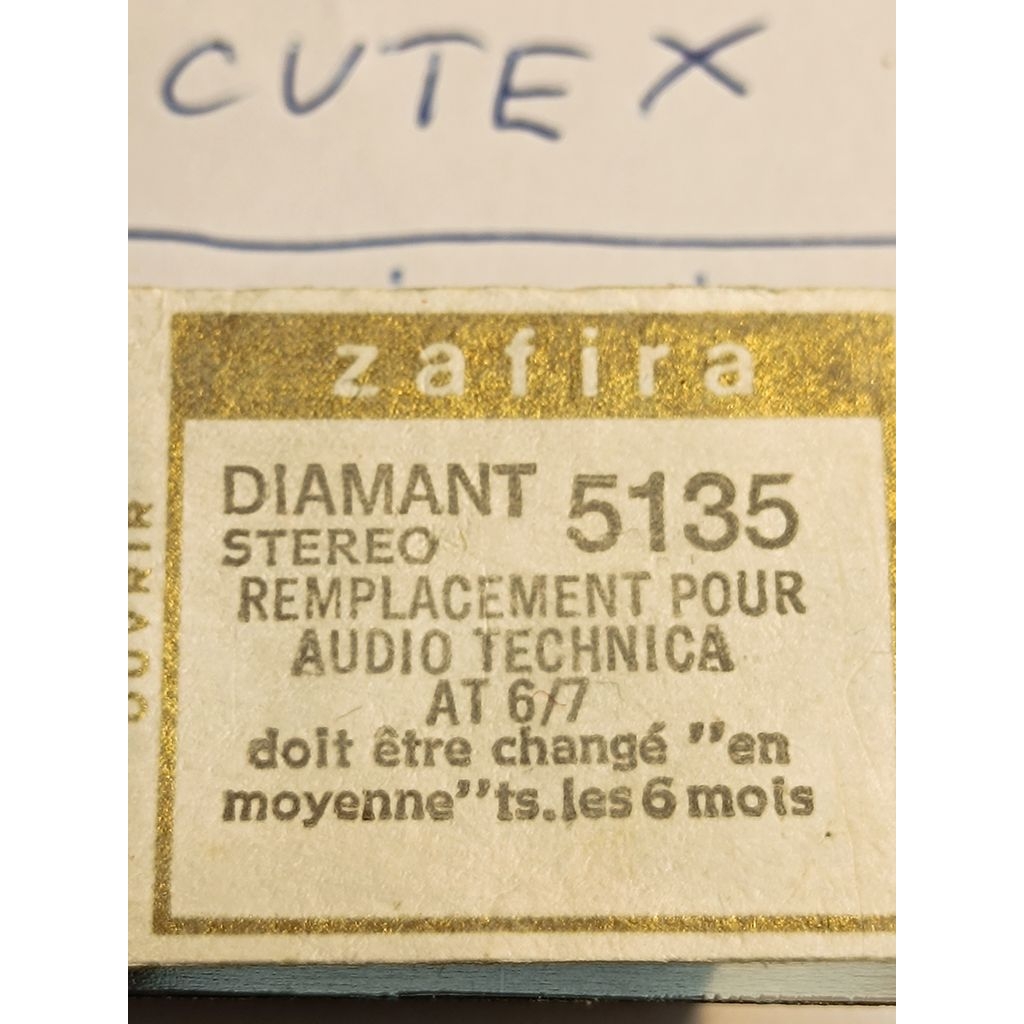 CUTEX
zafira
OUVRIR
DIAMANT 5135
STEREO
REMPLACEMENT POUR
AUDIO TECHNICA
AT 6/7
doit être changé "en
moyenne" ts. les 6 mois